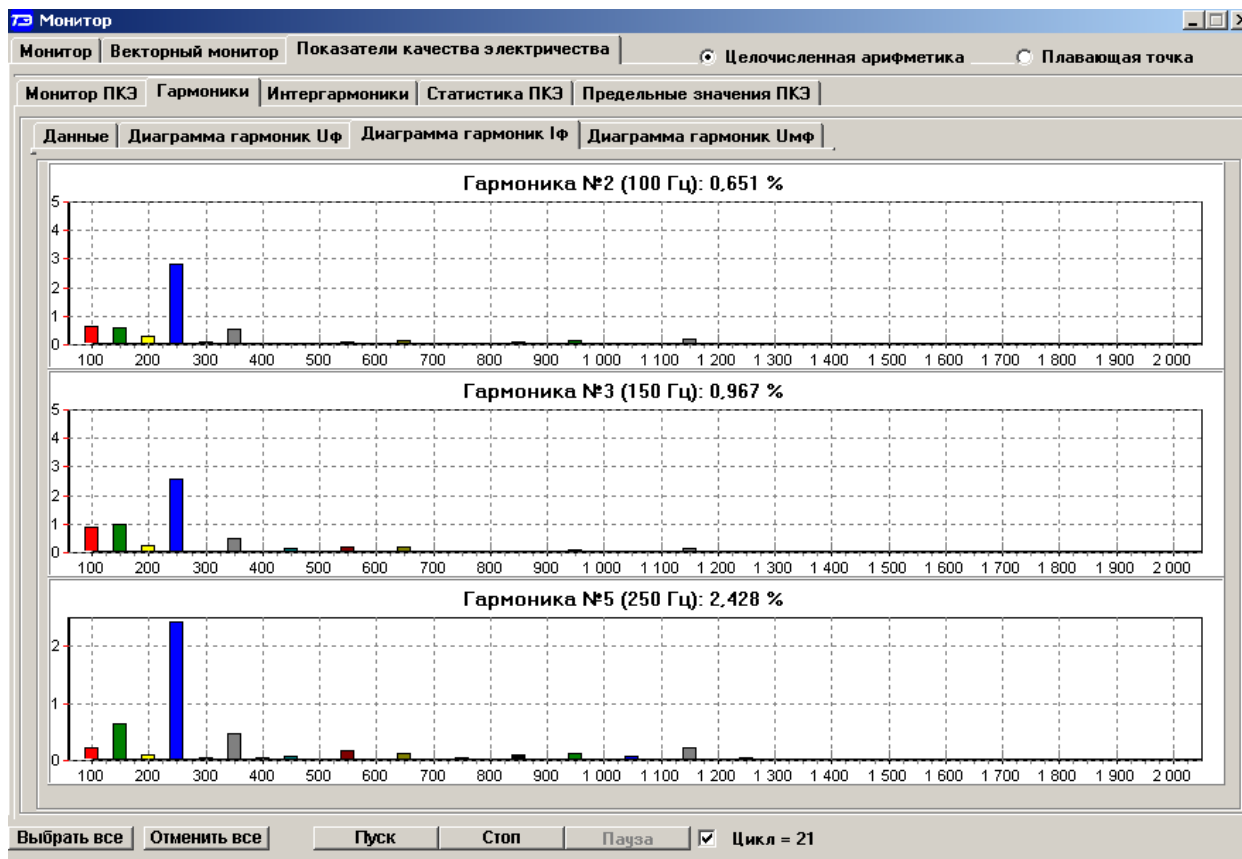 ТЭ Монитор
Монитор Векторный монитор Показатели качества электричества Целочисленная арифметика Плавающая точка
Монитор ПКЭ Гармоники Интергармоники Статистика ПКЭ Предельные значения ПКЭ
Данные Диаграмма гармоник Uф Диаграмма гармоник Iф Диаграмма гармоник Uмф
Гармоника №2 (100 Гц): 0,651 %
5
4
3
2
1
0
100 200 300 400 500 600 700 800 900 1 000 1 100 1 200 1 300 1 400 1 500 1 600 1 700 1 800 1 900 2 000
Гармоника №3 (150 Гц): 0,967 %
5
4
3
2
1
0
100 200 300 400 500 600 700 800 900 1 000 1 100 1 200 1 300 1 400 1 500 1 600 1 700 1 800 1 900 2 000
Гармоника №5 (250 Гц): 2,428 %
2
1
0
100 200 300 400 500 600 700 800 900 1 000 1 100 1 200 1 300 1 400 1 500 1 600 1 700 1 800 1 900 2 000
Выбрать все Отменить все Пуск Стоп Пауза Цикл = 21